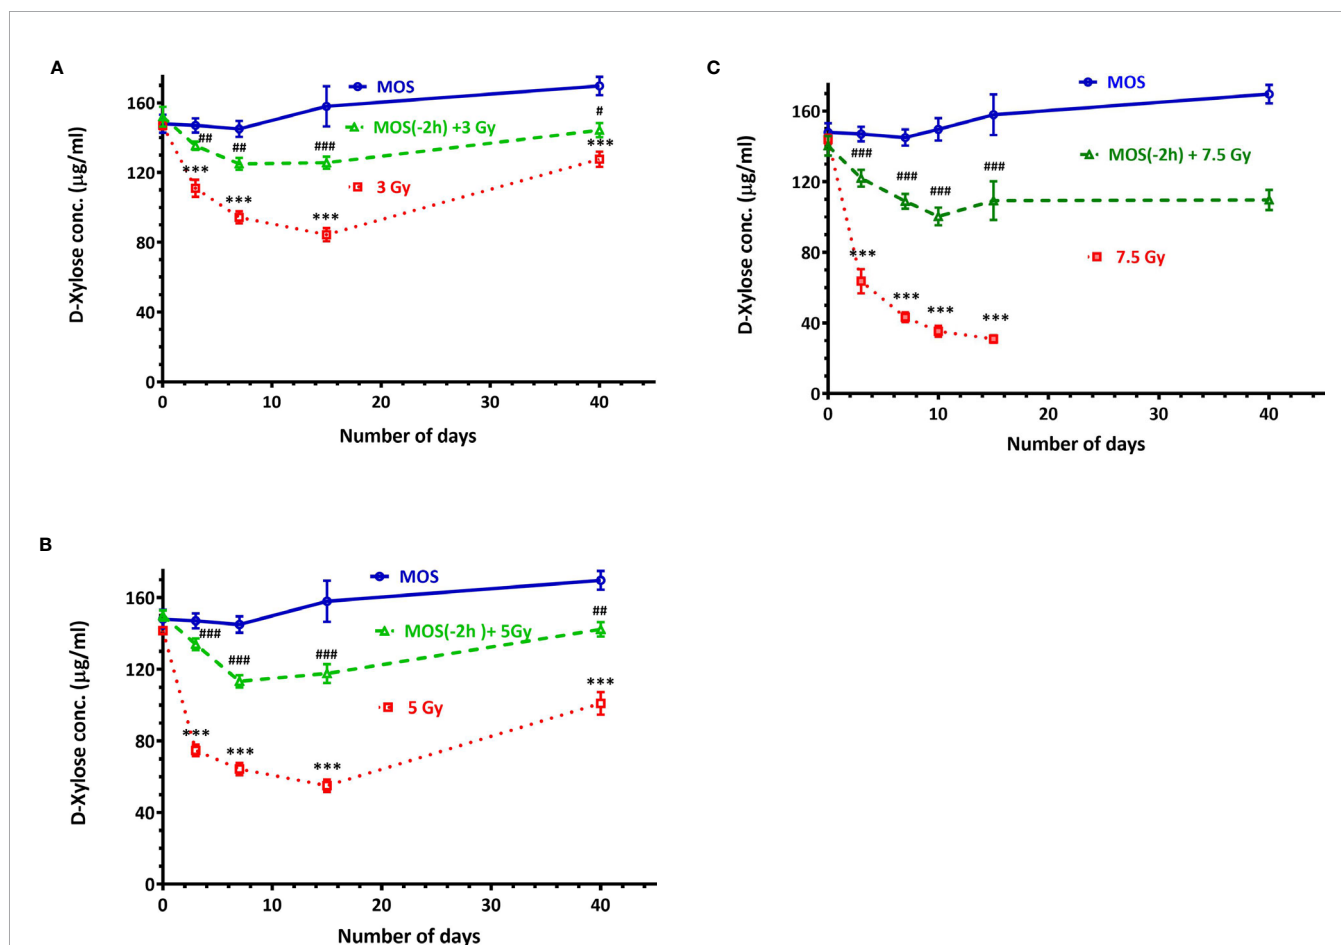 A
MOS
MOS(-2h) +3 Gy
3 Gy
D-Xylose conc. (µg/ml)
160
120
80
40
0
## ## ### #
*** *** *** ***
0 10 20 30 40
Number of days
C
MOS
MOS(-2h) + 7.5 Gy
7.5 Gy
D-Xylose conc. (µg/ml)
160
120
80
40
0
### ### ### ###
*** *** *** ***
0 10 20 30 40
Number of days
B
MOS
MOS(-2h )+ 5Gy
5 Gy
D-Xylose conc. (µg/ml)
160
120
80
40
0
### ### ### ##
*** *** *** ***
0 10 20 30 40
Number of days